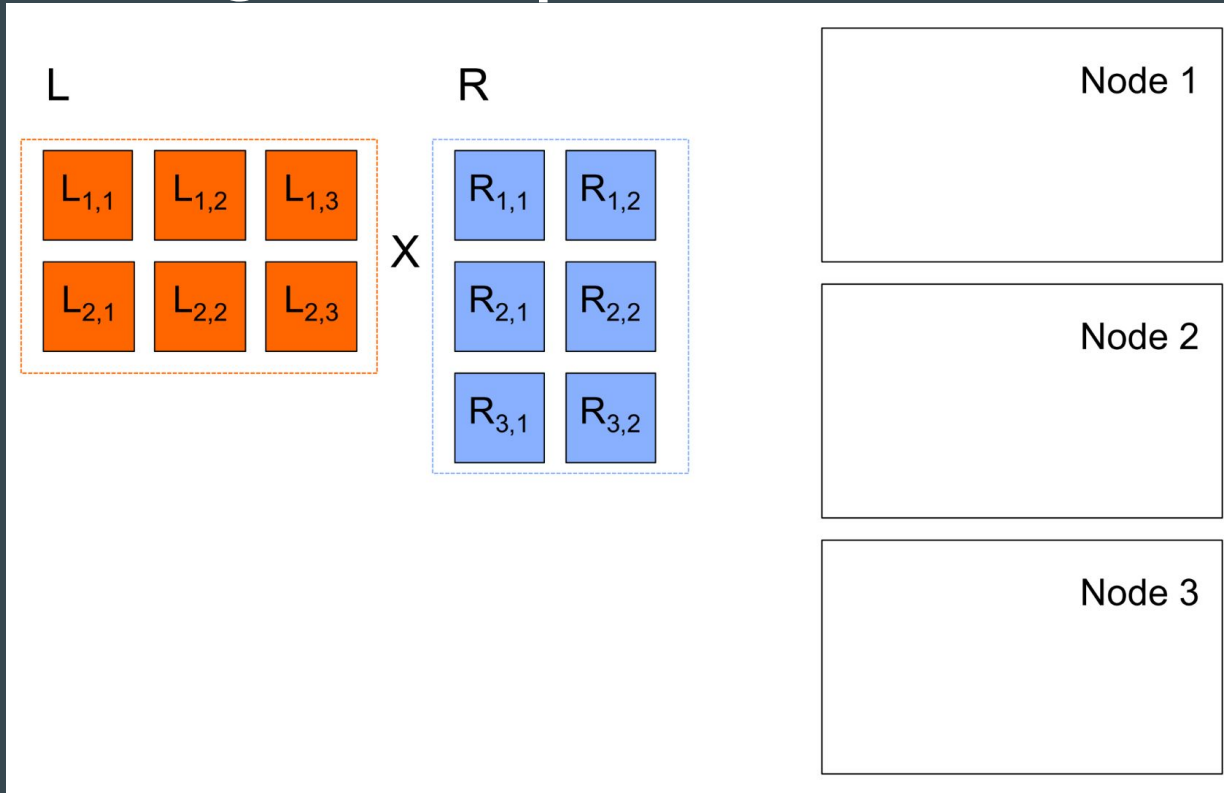 L
R
L1,1 L1,2 L1,3
L2,1 L2,2 L2,3
X
R1,1 R1,2
R2,1 R2,2
R3,1 R3,2
Node 1
Node 2
Node 3